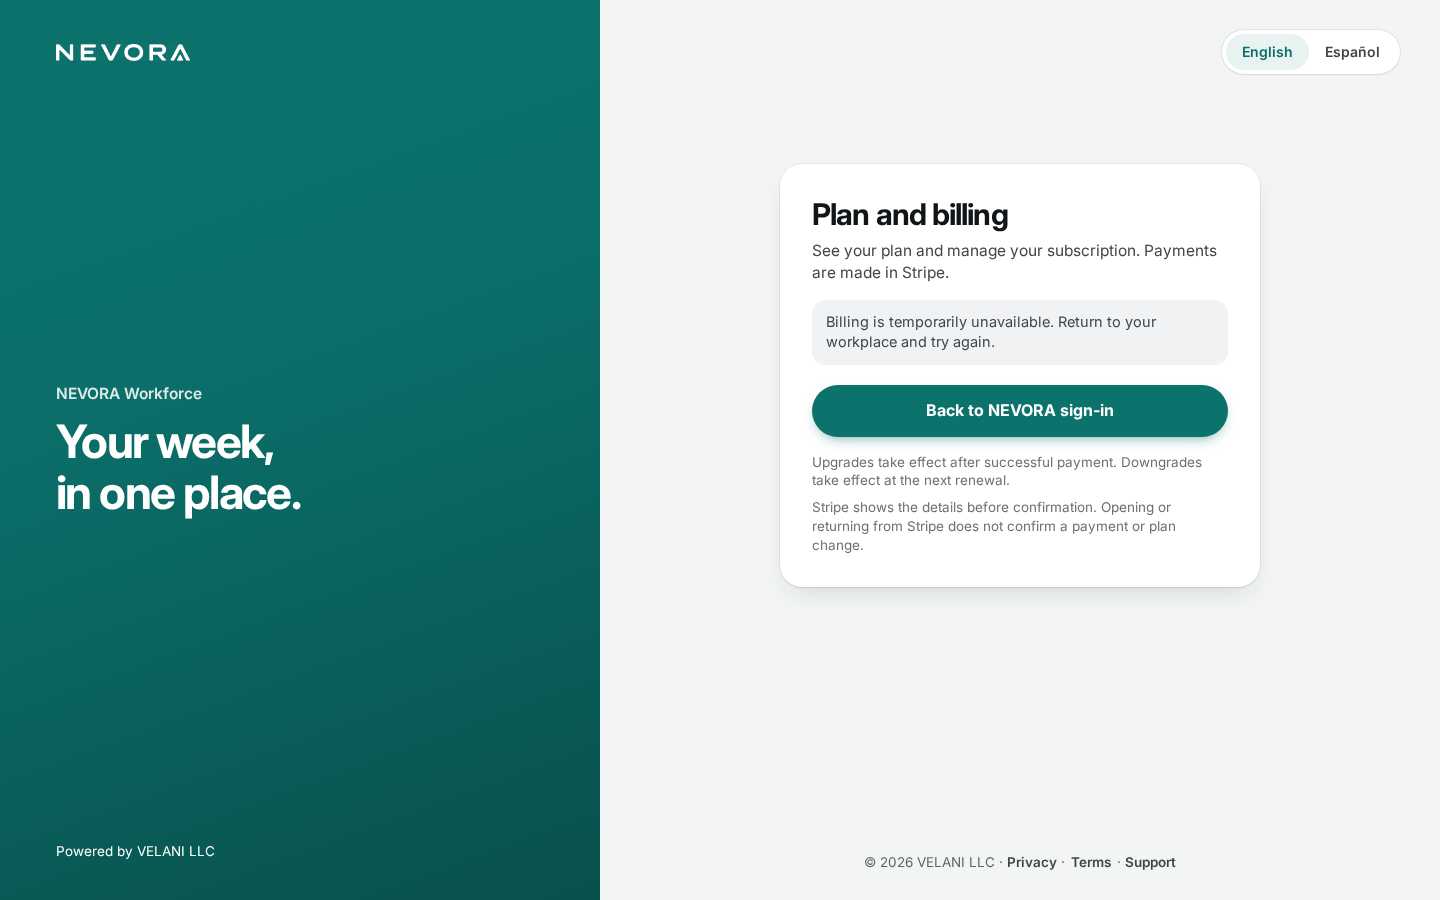 NEVORA
English
Español
Plan and billing
See your plan and manage your subscription. Payments
are made in Stripe.
Billing is temporarily unavailable. Return to your
workplace and try again.
Back to NEVORA sign-in
Upgrades take effect after successful payment. Downgrades
take effect at the next renewal.
Stripe shows the details before confirmation. Opening or
returning from Stripe does not confirm a payment or plan
change.
NEVORA Workforce
Your week,
in one place.
Powered by VELANI LLC
© 2026 VELANI LLC · Privacy · Terms · Support